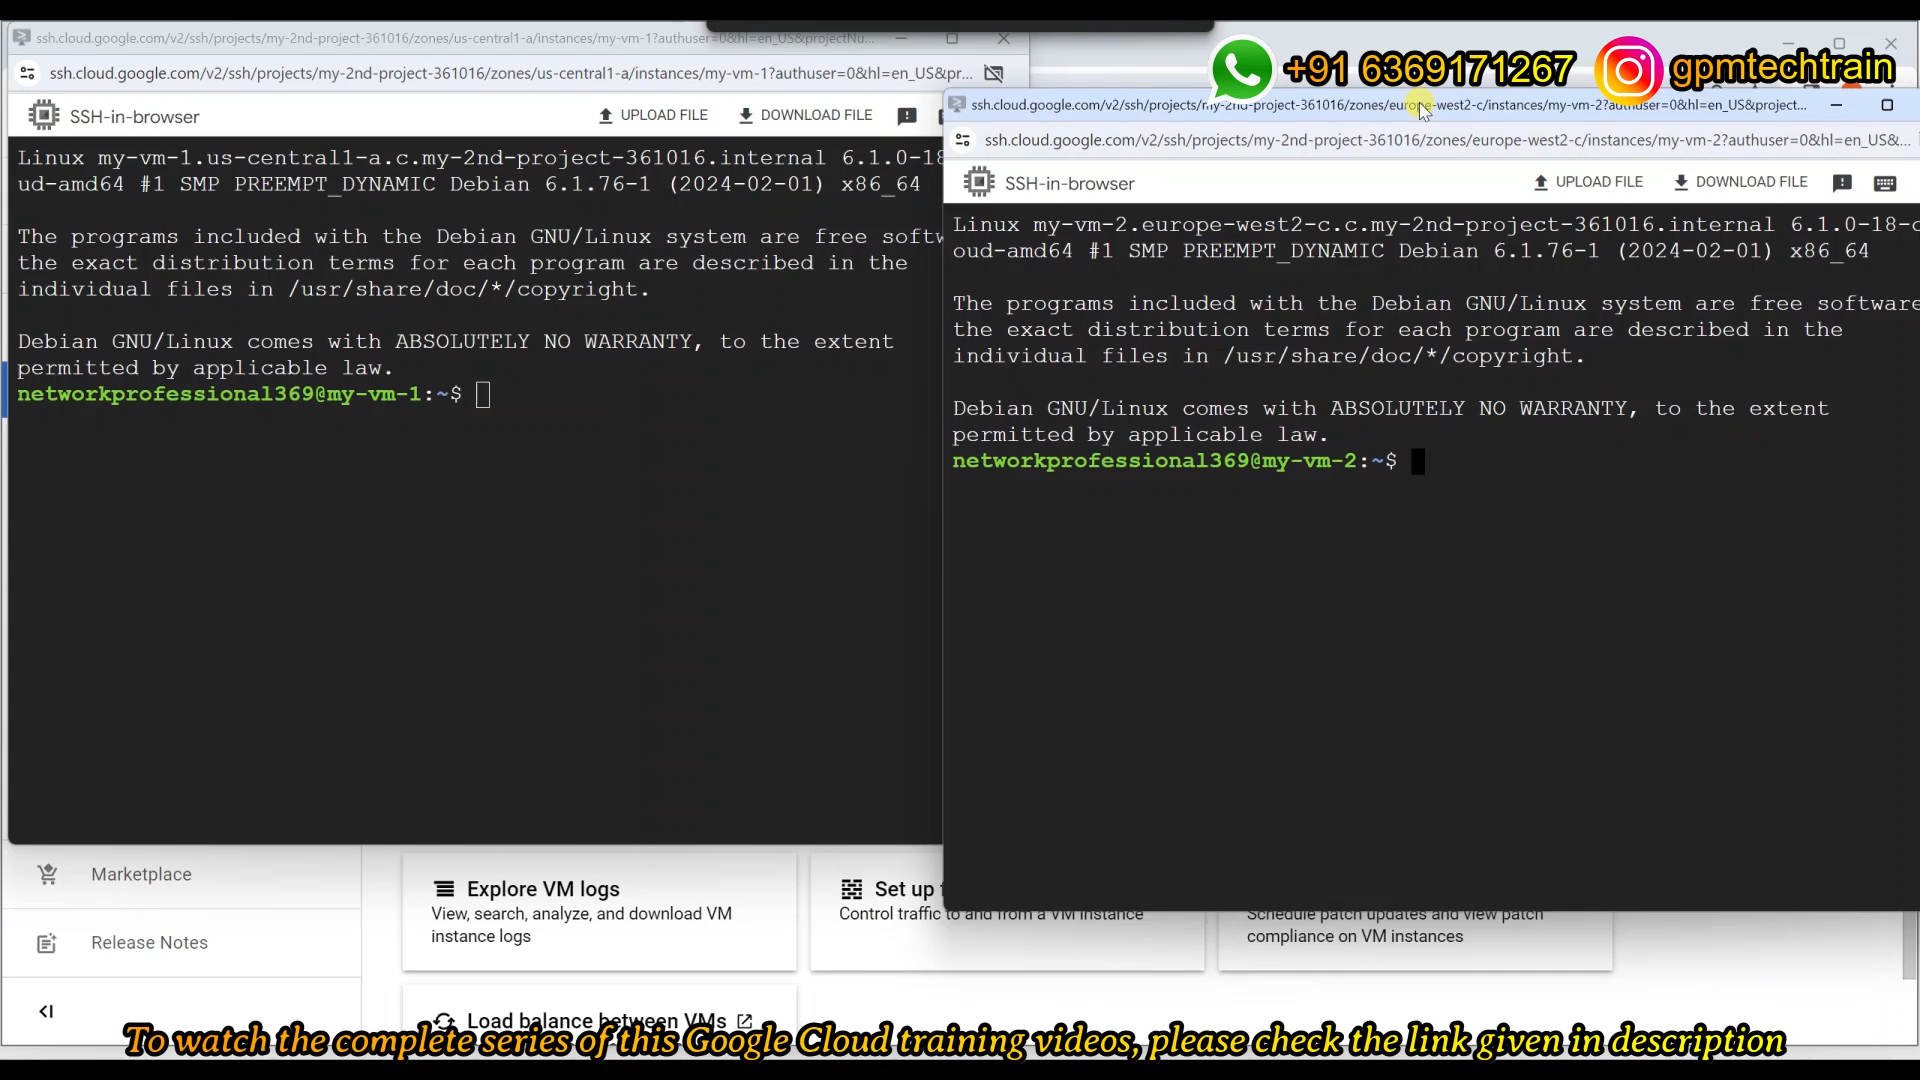 ssh.cloud.google.com/v2/ssh/projects/my-2nd-project-361016/zones/us-central1-a/instances/my-vm-1?authuser=0&hl=en_US&projectNu...
ssh.cloud.google.com/v2/ssh/projects/my-2nd-project-361016/zones/us-central1-a/instances/my-vm-1?authuser=0&hl=en_US&pr...
SSH-in-browser
UPLOAD FILE
DOWNLOAD FILE
Linux my-vm-1.us-central1-a.c.my-2nd-project-361016.internal 6.1.0-18
ud-amd64 #1 SMP PREEMPT_DYNAMIC Debian 6.1.76-1 (2024-02-01) x86_64
The programs included with the Debian GNU/Linux system are free softw
the exact distribution terms for each program are described in the
individual files in /usr/share/doc/*/copyright.
Debian GNU/Linux comes with ABSOLUTELY NO WARRANTY, to the extent
permitted by applicable law.
networkprofessional369@my-vm-1:~$
+91 6369171267
gpmtechtrain
ssh.cloud.google.com/v2/ssh/projects/my-2nd-project-361016/zones/europe-west2-c/instances/my-vm-2?authuser=0&hl=en_US&project...
ssh.cloud.google.com/v2/ssh/projects/my-2nd-project-361016/zones/europe-west2-c/instances/my-vm-2?authuser=0&hl=en_US&...
SSH-in-browser
UPLOAD FILE
DOWNLOAD FILE
Linux my-vm-2.europe-west2-c.c.my-2nd-project-361016.internal 6.1.0-18-c
oud-amd64 #1 SMP PREEMPT_DYNAMIC Debian 6.1.76-1 (2024-02-01) x86_64
The programs included with the Debian GNU/Linux system are free software
the exact distribution terms for each program are described in the
individual files in /usr/share/doc/*/copyright.
Debian GNU/Linux comes with ABSOLUTELY NO WARRANTY, to the extent
permitted by applicable law.
networkprofessional369@my-vm-2:~$
Marketplace
Release Notes
Explore VM logs
View, search, analyze, and download VM
instance logs
Set up
Control traffic to and from a VM instance
Schedule patch updates and view patch
compliance on VM instances
Load balance between VMs
To watch the complete series of this Google Cloud training videos, please check the link given in description